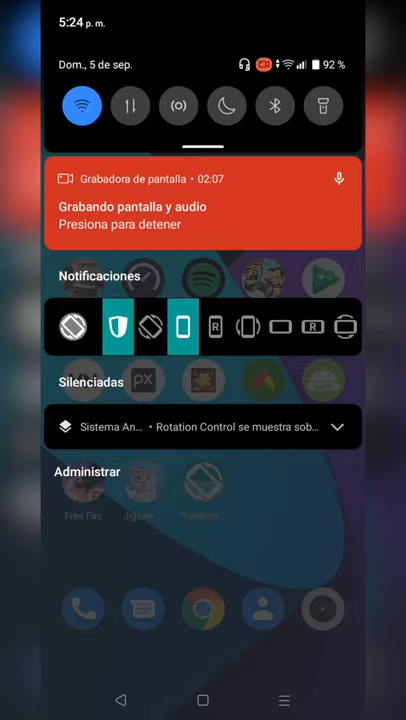 5:24 p. m.
Dom., 5 de sep.
92 %
Grabadora de pantalla • 02:07
Grabando pantalla y audio
Presiona para detener
Notificaciones
R
R
Silenciadas
Sistema An... • Rotation Control se muestra sob...
Administrar
Free Fire
Jigsaw
Rotation